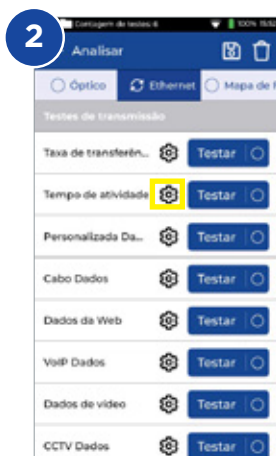 2
Contagem de testes: 6 100% 15:52
Analisar
Óptico Ethernet Mapa de
Testes de transmissão
Taxa de transferên... Testar
Tempo de atividade Testar
Personalizada Da... Testar
Cabo Dados Testar
Dados da Web Testar
VoIP Dados Testar
Dados de vídeo Testar
CCTV Dados Testar